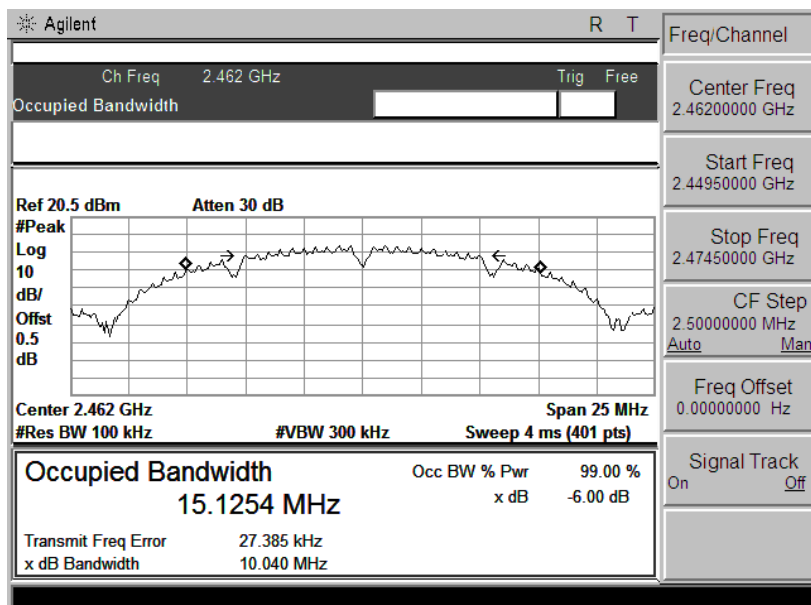 Agilent R T
Ch Freq 2.462 GHz Trig Free
Occupied Bandwidth
Ref 20.5 dBm Atten 30 dB
#Peak
Log
10
dB/
Offst
0.5
dB
Center 2.462 GHz Span 25 MHz
#Res BW 100 kHz #VBW 300 kHz Sweep 4 ms (401 pts)
Occupied Bandwidth
15.1254 MHz
Occ BW % Pwr 99.00 %
x dB -6.00 dB
Transmit Freq Error 27.385 kHz
x dB Bandwidth 10.040 MHz
Freq/Channel
Center Freq
2.46200000 GHz
Start Freq
2.44950000 GHz
Stop Freq
2.47450000 GHz
CF Step
2.50000000 MHz
Auto Man
Freq Offset
0.00000000 Hz
Signal Track
On Off